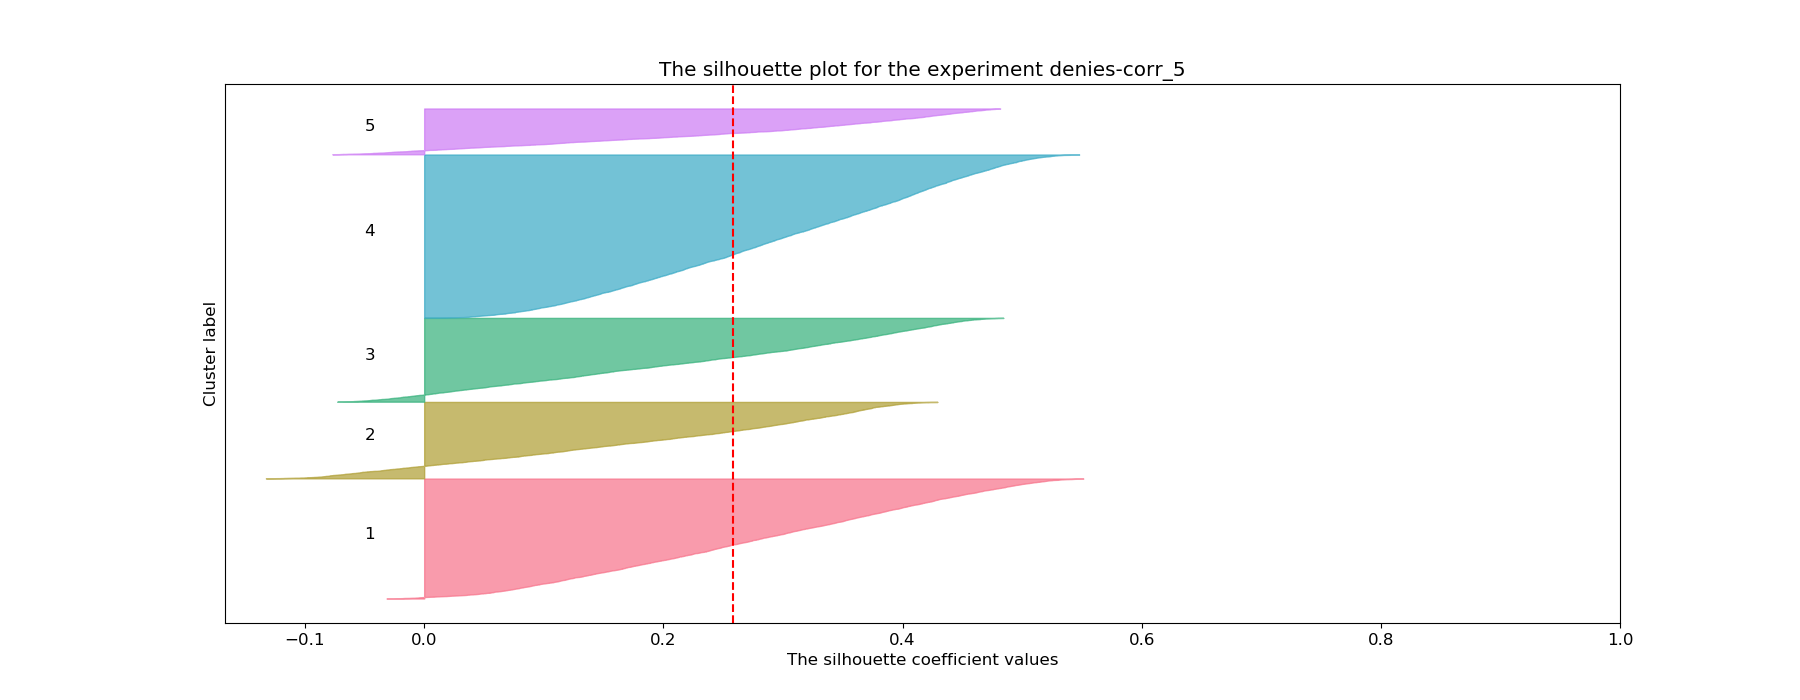 The silhouette plot for the experiment denies-corr_5
Cluster label
5
4
3
2
1
−0.1 0.0 0.2 0.4 0.6 0.8 1.0
The silhouette coefficient values